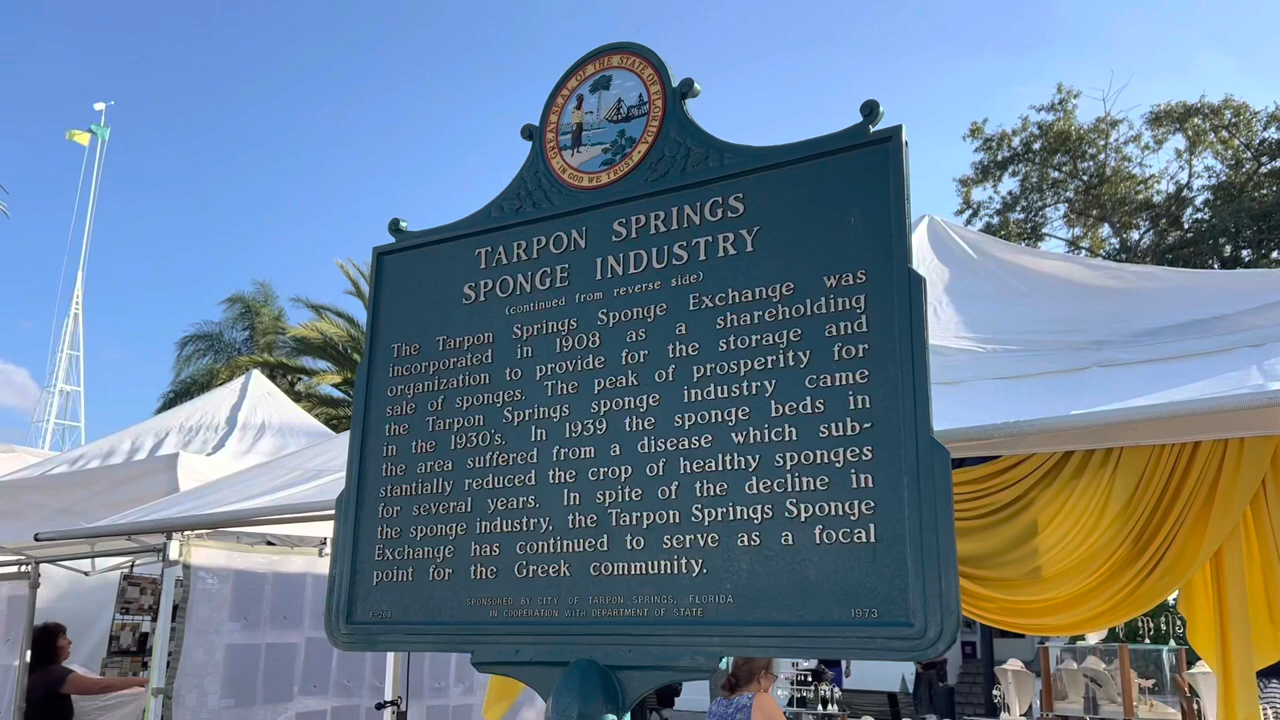 GREAT SEAL OF THE STATE OF FLORIDA
IN GOD WE TRUST
TARPON SPRINGS
SPONGE INDUSTRY
(continued from reverse side)
The Tarpon Springs Sponge Exchange was
incorporated in 1908 as a shareholding
organization to provide for the storage and
sale of sponges. The peak of prosperity for
the Tarpon Springs sponge industry came
in the 1930's. In 1939 the sponge beds in
the area suffered from a disease which sub-
stantially reduced the crop of healthy sponges
for several years. In spite of the decline in
the sponge industry, the Tarpon Springs Sponge
Exchange has continued to serve as a focal
point for the Greek community.
SPONSORED BY CITY OF TARPON SPRINGS, FLORIDA
F-208 IN COOPERATION WITH DEPARTMENT OF STATE 1973